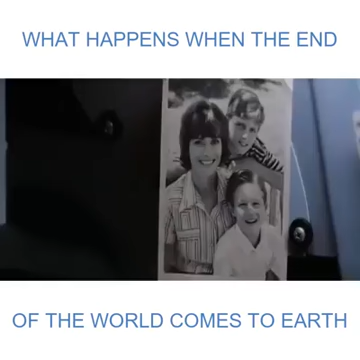 WHAT HAPPENS WHEN THE END
OF THE WORLD COMES TO EARTH